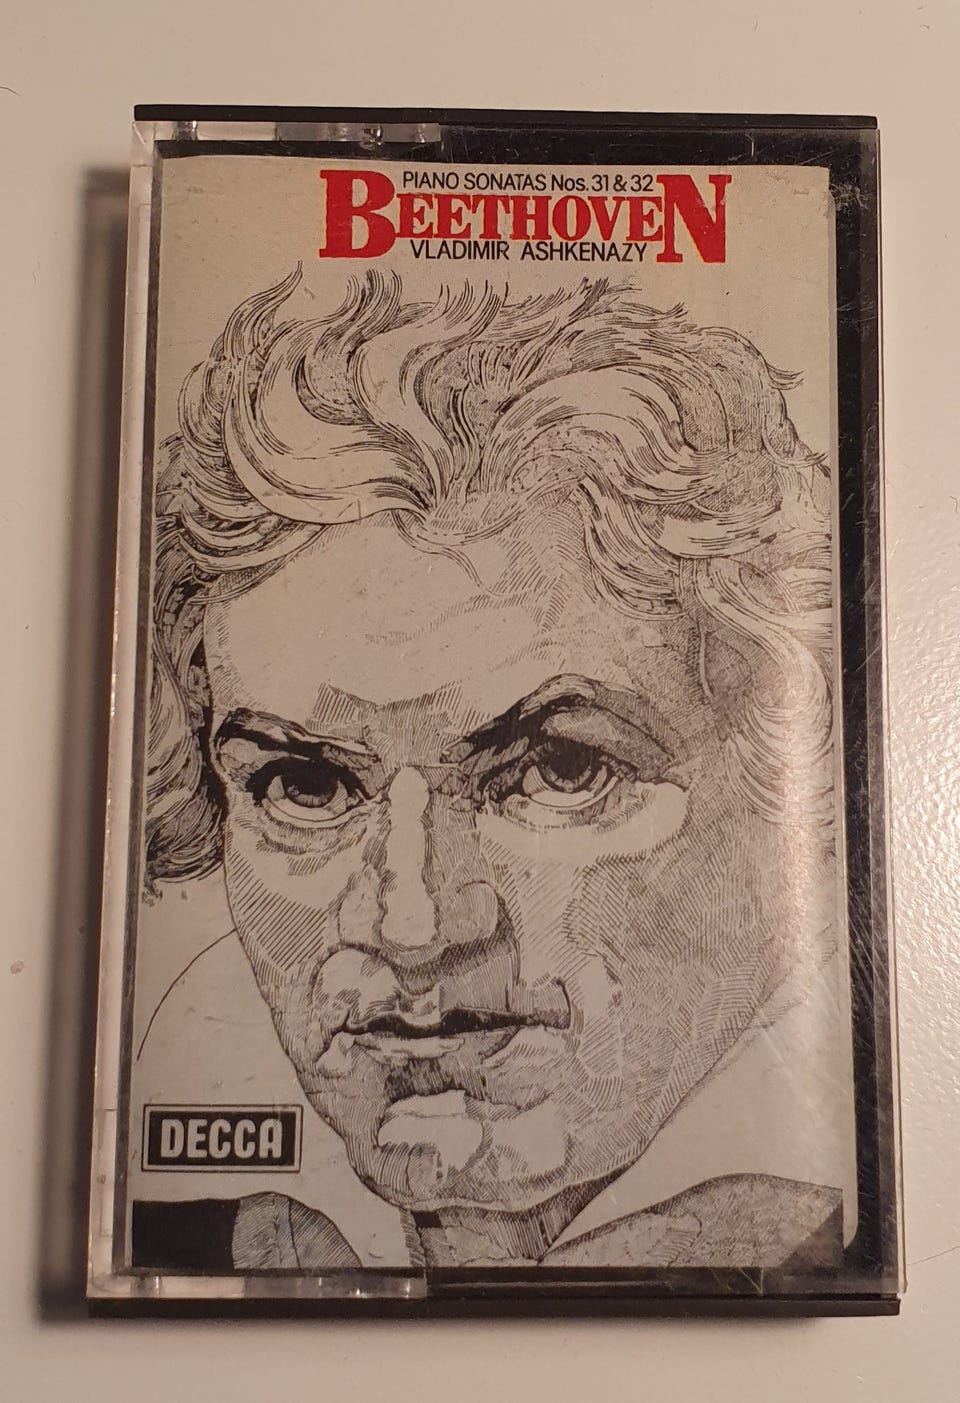 PIANO SONATAS Nos. 31 & 32
BEETHOVEN
VLADIMIR ASHKENAZY
DECCA